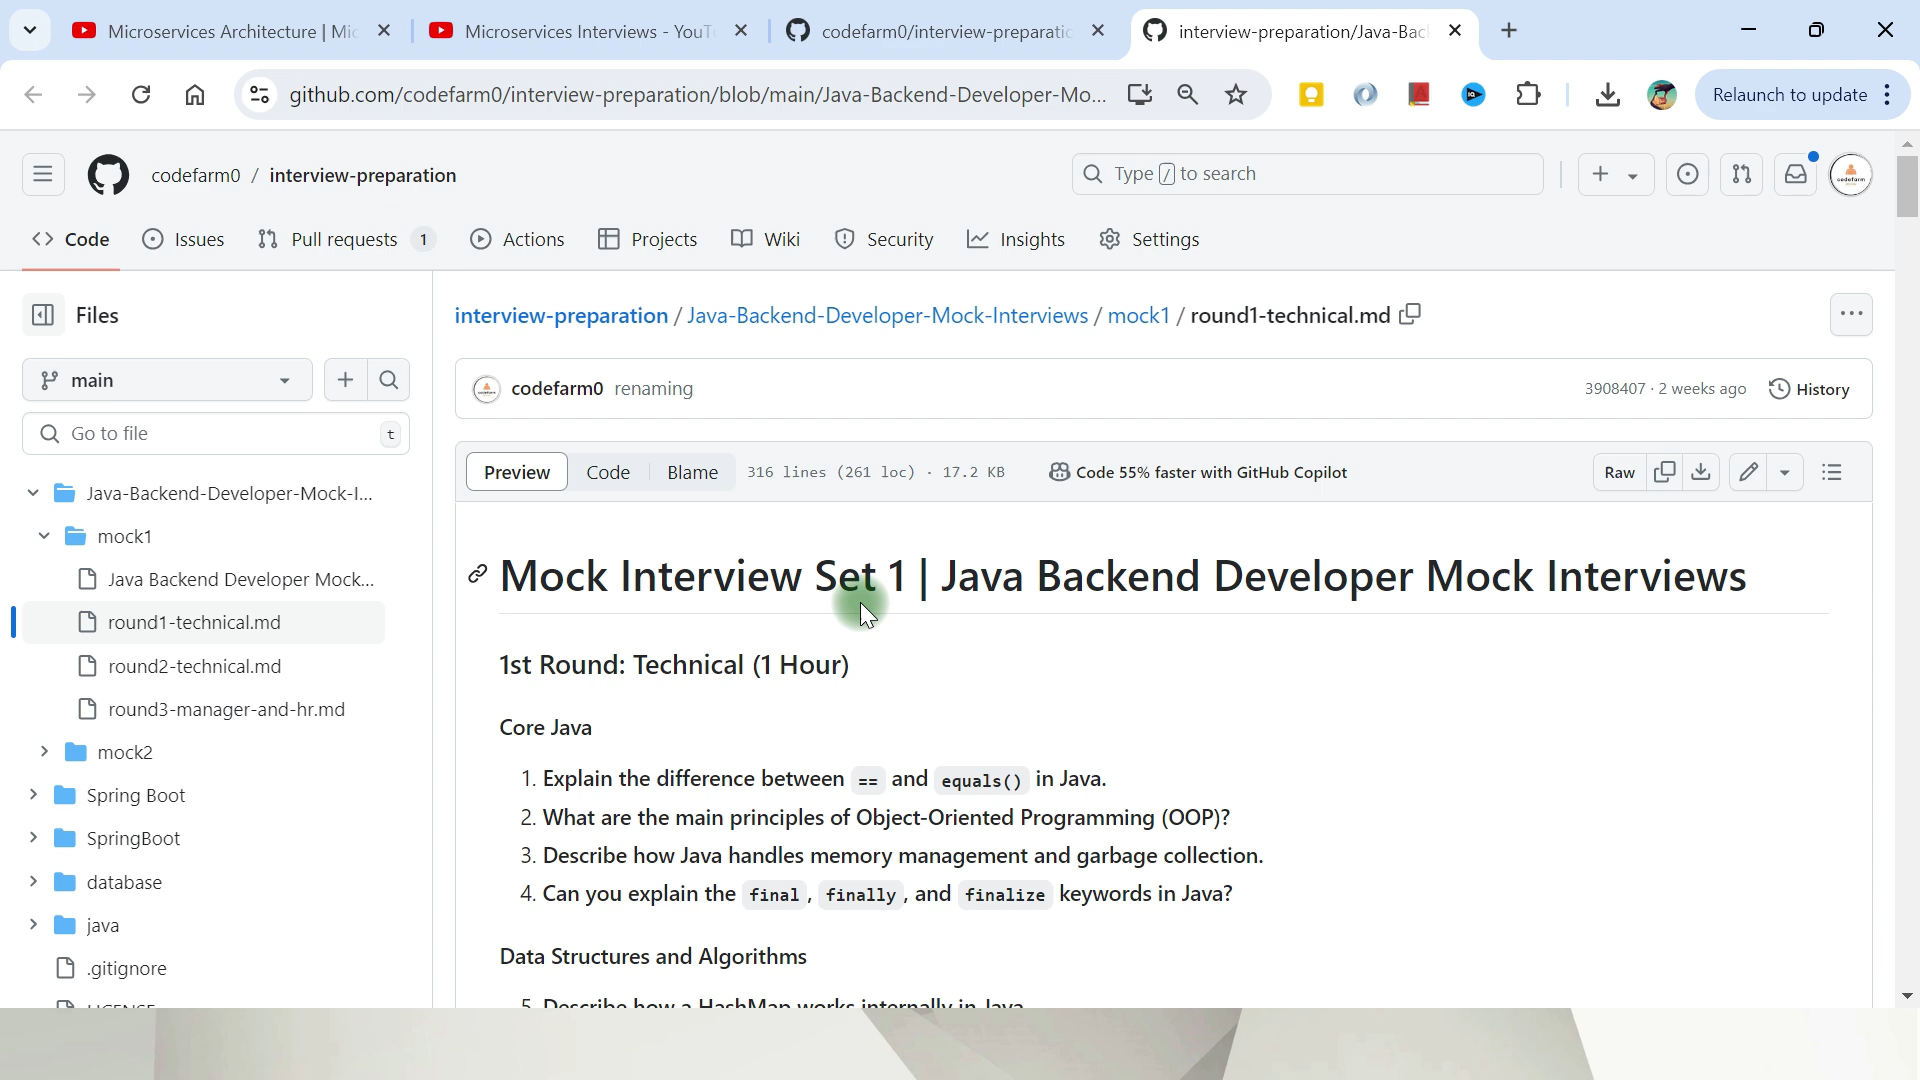 Microservices Architecture | Mic
Microservices Interviews - YouT
codefarm0/interview-preparatic
interview-preparation/Java-Bac
github.com/codefarm0/interview-preparation/blob/main/Java-Backend-Developer-Mo...
Relaunch to update
codefarm0 / interview-preparation
Type / to search
Code
Issues
Pull requests 1
Actions
Projects
Wiki
Security
Insights
Settings
Files
main
Go to file
t
Java-Backend-Developer-Mock-I...
mock1
Java Backend Developer Mock...
round1-technical.md
round2-technical.md
round3-manager-and-hr.md
mock2
Spring Boot
SpringBoot
database
java
.gitignore
interview-preparation / Java-Backend-Developer-Mock-Interviews / mock1 / round1-technical.md
codefarm0 renaming
3908407 · 2 weeks ago
History
Preview
Code
Blame
316 lines (261 loc) · 17.2 KB
Code 55% faster with GitHub Copilot
Raw
Mock Interview Set 1 | Java Backend Developer Mock Interviews
1st Round: Technical (1 Hour)
Core Java
1. Explain the difference between == and equals() in Java.
2. What are the main principles of Object-Oriented Programming (OOP)?
3. Describe how Java handles memory management and garbage collection.
4. Can you explain the final, finally, and finalize keywords in Java?
Data Structures and Algorithms
5. Describe how a HashMap works internally in Java.